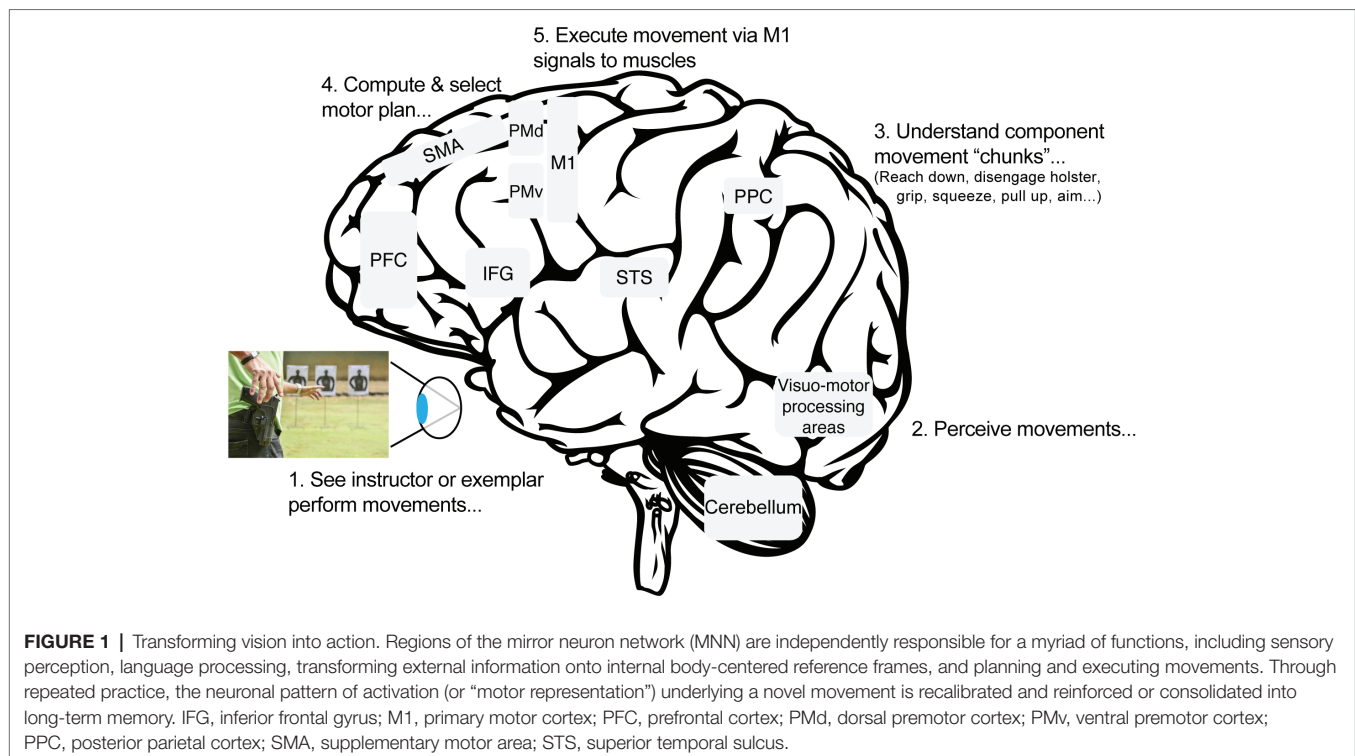 5. Execute movement via M1
signals to muscles
4. Compute & select
motor plan...
3. Understand component
movement “chunks”...
(Reach down, disengage holster,
grip, squeeze, pull up, aim...)
SMA
PMd
M1
PMv
PPC
PFC
IFG
STS
Visuo-motor
processing
areas
2. Perceive movements...
1. See instructor or exemplar
perform movements...
Cerebellum
FIGURE 1 | Transforming vision into action. Regions of the mirror neuron network (MNN) are independently responsible for a myriad of functions, including sensory
perception, language processing, transforming external information onto internal body-centered reference frames, and planning and executing movements. Through
repeated practice, the neuronal pattern of activation (or “motor representation”) underlying a novel movement is recalibrated and reinforced or consolidated into
long-term memory. IFG, inferior frontal gyrus; M1, primary motor cortex; PFC, prefrontal cortex; PMd, dorsal premotor cortex; PMv, ventral premotor cortex;
PPC, posterior parietal cortex; SMA, supplementary motor area; STS, superior temporal sulcus.